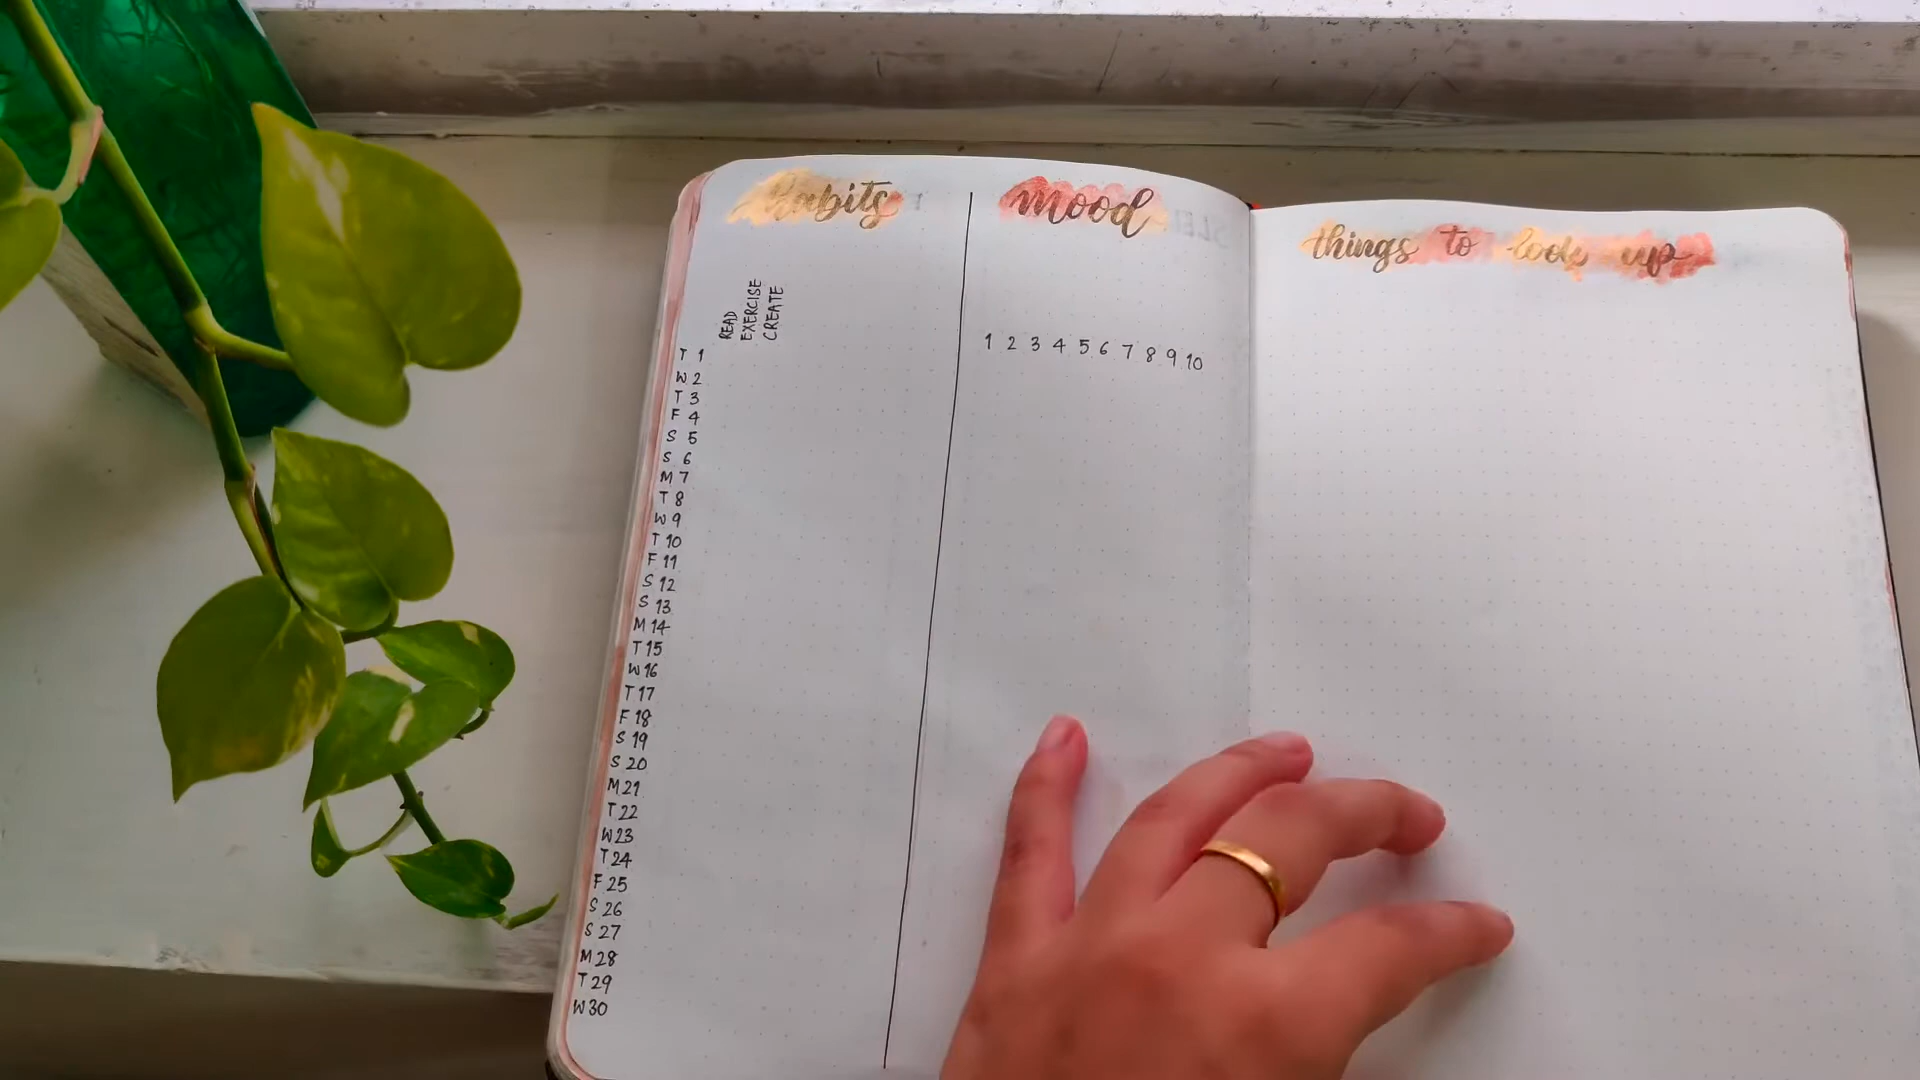 habits
READ
EXERCISE
CREATE
T 1
W 2
T 3
F 4
S 5
S 6
M 7
T 8
W 9
T 10
F 11
S 12
S 13
M 14
T 15
W 16
T 17
F 18
S 19
S 20
M 21
T 22
W 23
T 24
F 25
S 26
S 27
M 28
T 29
W 30
mood
1 2 3 4 5 6 7 8 9 10
things to look up